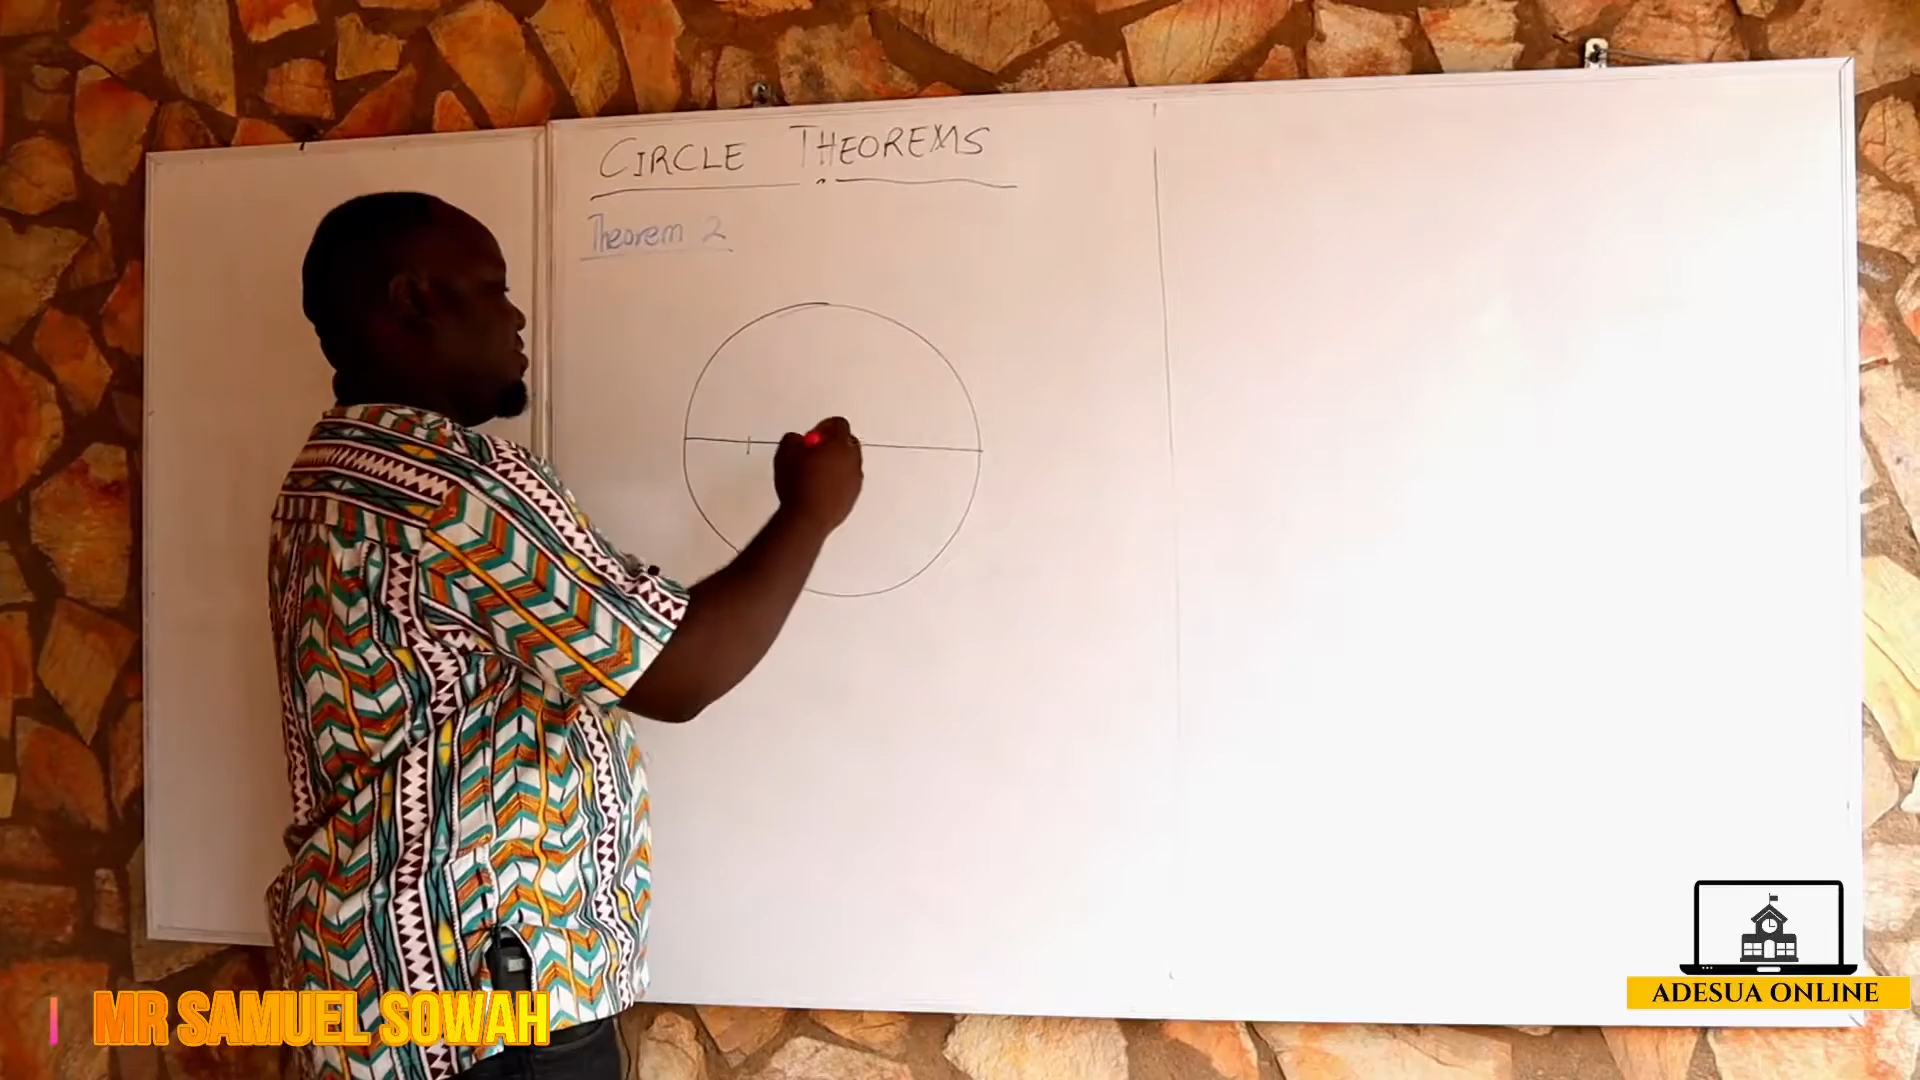 CIRCLE THEOREMS
Theorem 2
MR SAMUEL SOWAH
ADESUA ONLINE